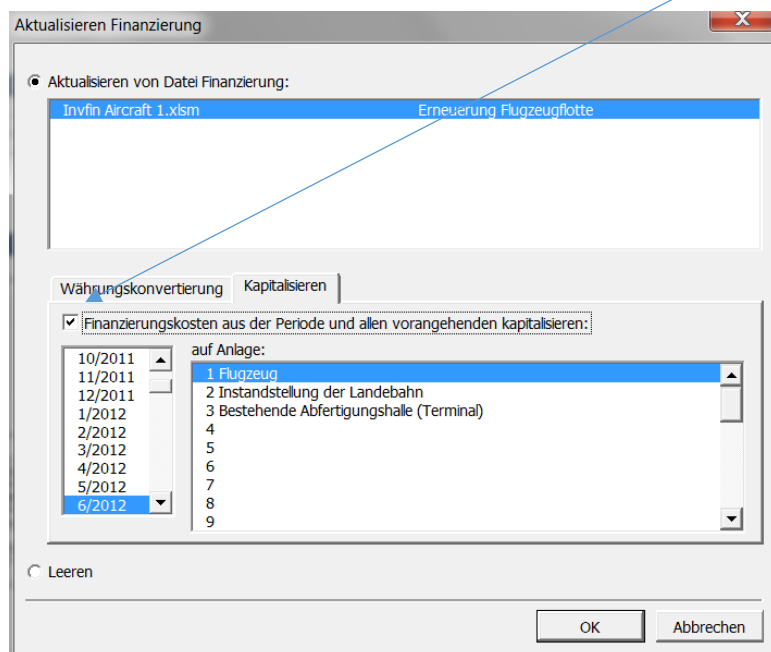 Aktualisieren Finanzierung
Aktualisieren von Datei Finanzierung:
Invfin Aircraft 1.xlsm Erneuerung Flugzeugflotte
Währungskonvertierung Kapitalisieren
Finanzierungskosten aus der Periode und allen vorangehenden kapitalisieren:
auf Anlage:
10/2011
11/2011
12/2011
1/2012
2/2012
3/2012
4/2012
5/2012
6/2012
1 Flugzeug
2 Instandstellung der Landebahn
3 Bestehende Abfertigungshalle (Terminal)
4
5
6
7
8
9
Leeren
OK Abbrechen